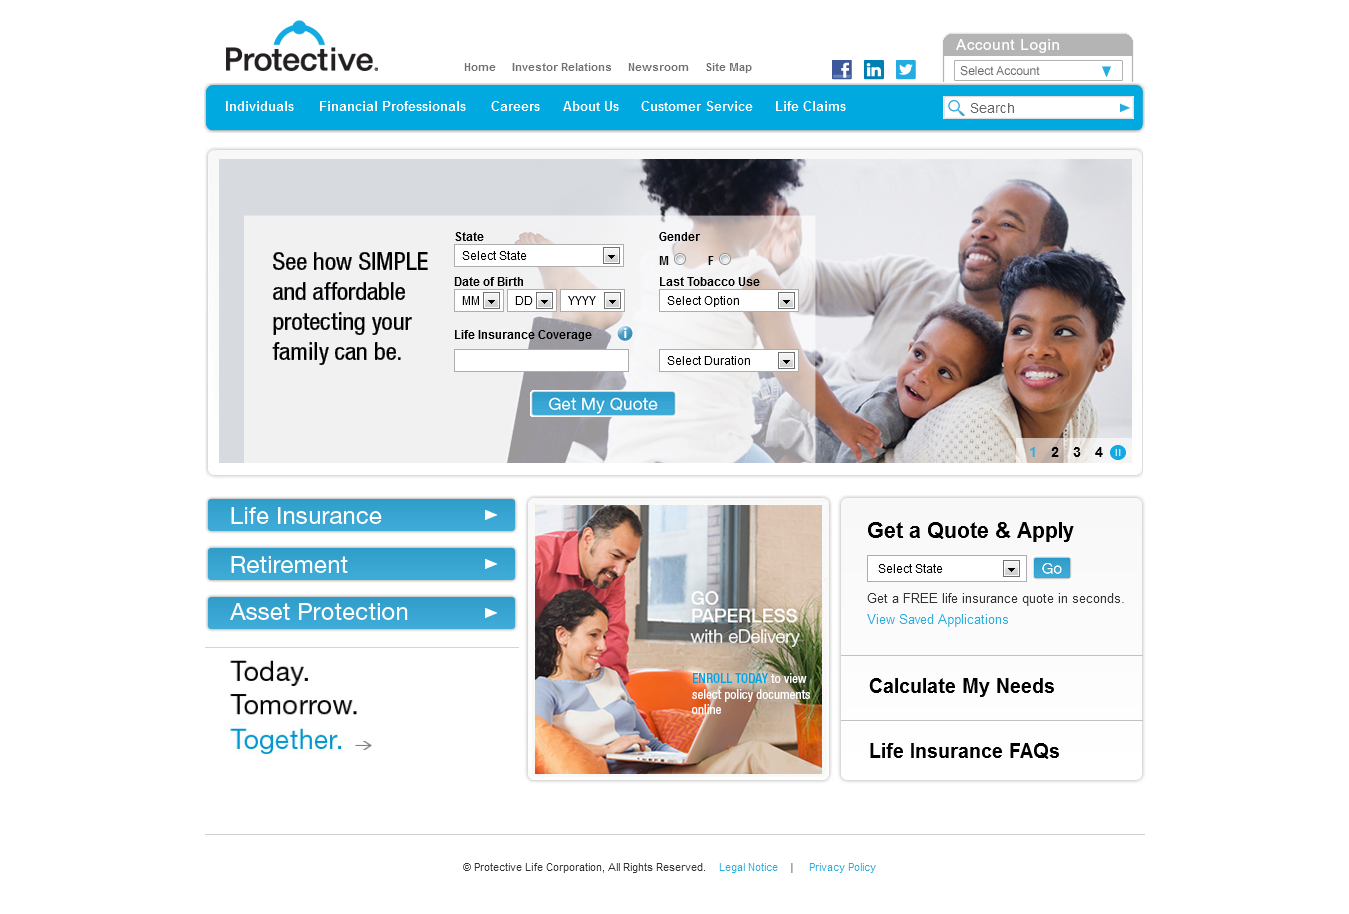 Protective.
Home Investor Relations Newsroom Site Map
Account Login
Select Account
Individuals Financial Professionals Careers About Us Customer Service Life Claims
Search
See how SIMPLE
and affordable
protecting your
family can be.
State
Select State
Gender
M F
Date of Birth
MM DD YYYY
Last Tobacco Use
Select Option
Life Insurance Coverage
Select Duration
Get My Quote
1 2 3 4
Life Insurance
Retirement
Asset Protection
Today.
Tomorrow.
Together.
GO
PAPERLESS
with eDelivery
ENROLL TODAY to view
select policy documents
online
Get a Quote & Apply
Select State Go
Get a FREE life insurance quote in seconds.
View Saved Applications
Calculate My Needs
Life Insurance FAQs
© Protective Life Corporation, All Rights Reserved. Legal Notice | Privacy Policy